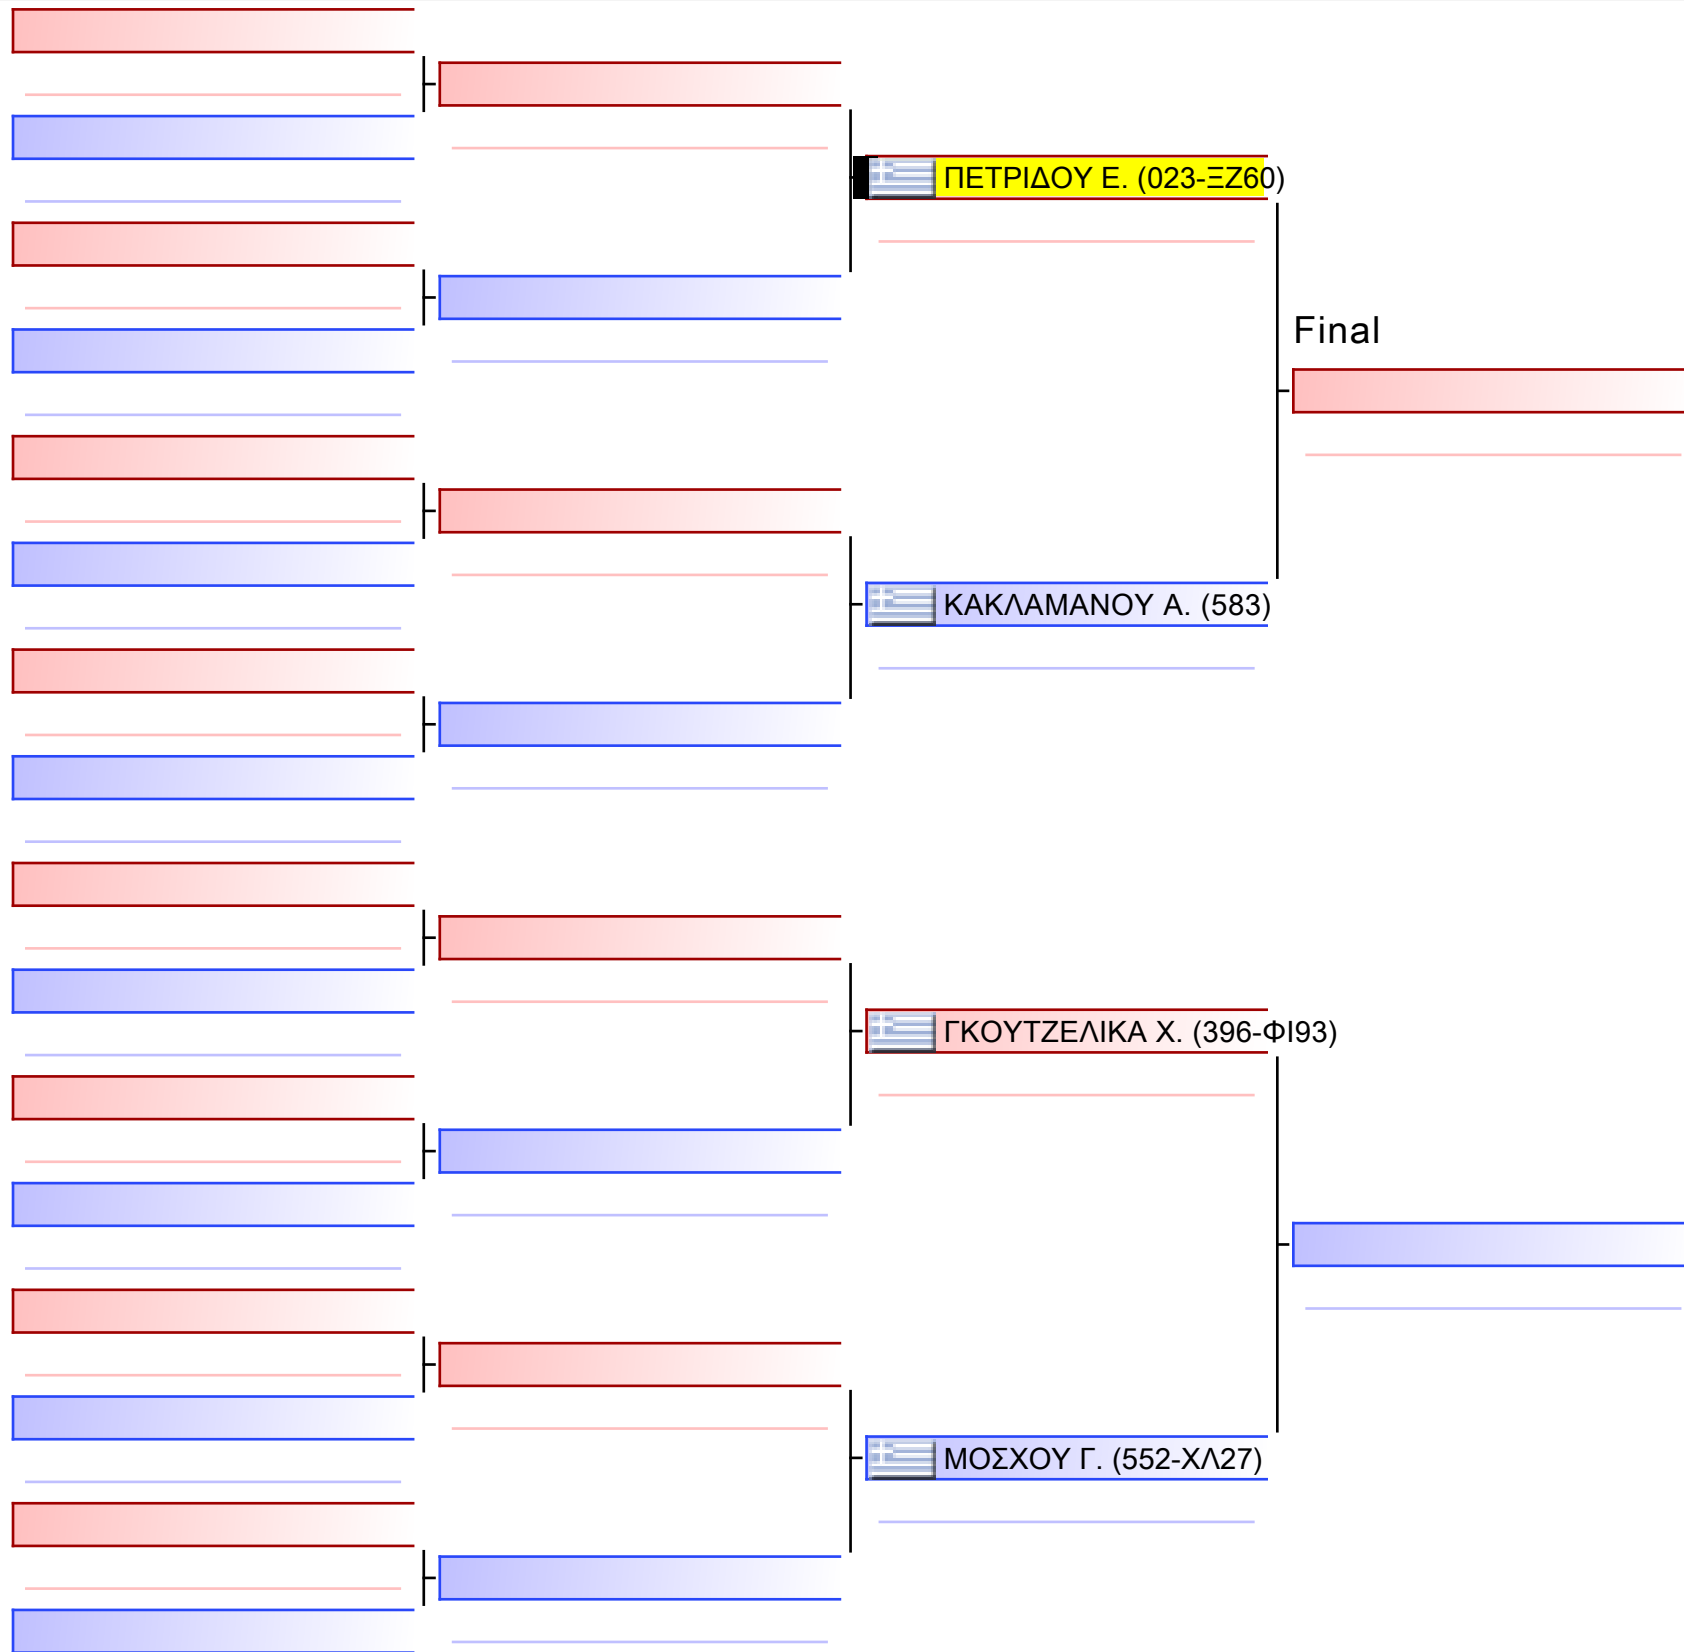 ΠΕΤΡΙΔΟΥ Ε. (023-ΞΖ60)
Final
ΚΑΚΛΑΜΑΝΟΥ Α. (583)
ΓΚΟΥΤΖΕΛΙΚΑ Χ. (396-ΦΙ93)
ΜΟΣΧΟΥ Γ. (552-ΧΛ27)